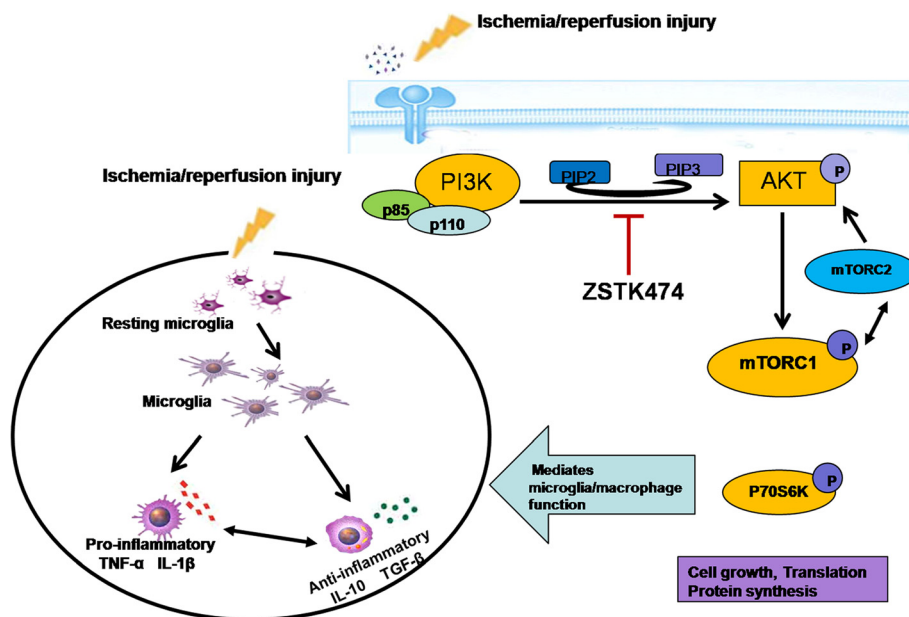 Ischemia/reperfusion injury
Ischemia/reperfusion injury
PI3K
p85
p110
PIP2
PIP3
AKT
P
ZSTK474
mTORC2
mTORC1
P
Resting microglia
Microglia
Pro-inflammatory
TNF-α IL-1β
Anti-inflammatory
IL-10 TGF-β
Mediates
microglia/macrophage
function
P70S6K
P
Cell growth, Translation
Protein synthesis